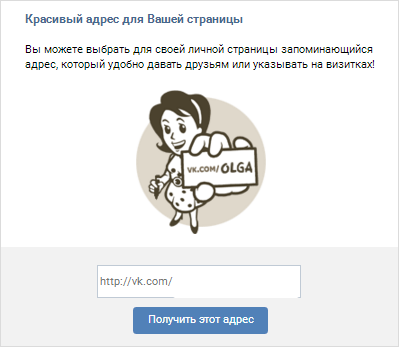 Красивый адрес для Вашей страницы
Вы можете выбрать для своей личной страницы запоминающийся
адрес, который удобно давать друзьям или указывать на визитках!
VK.COM/OLGA
http://vk.com/
Получить этот адрес